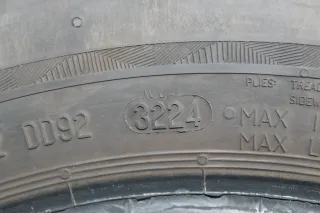 PLIES: TREAD
SIDEW
DD92 3224 MAX
MAX L